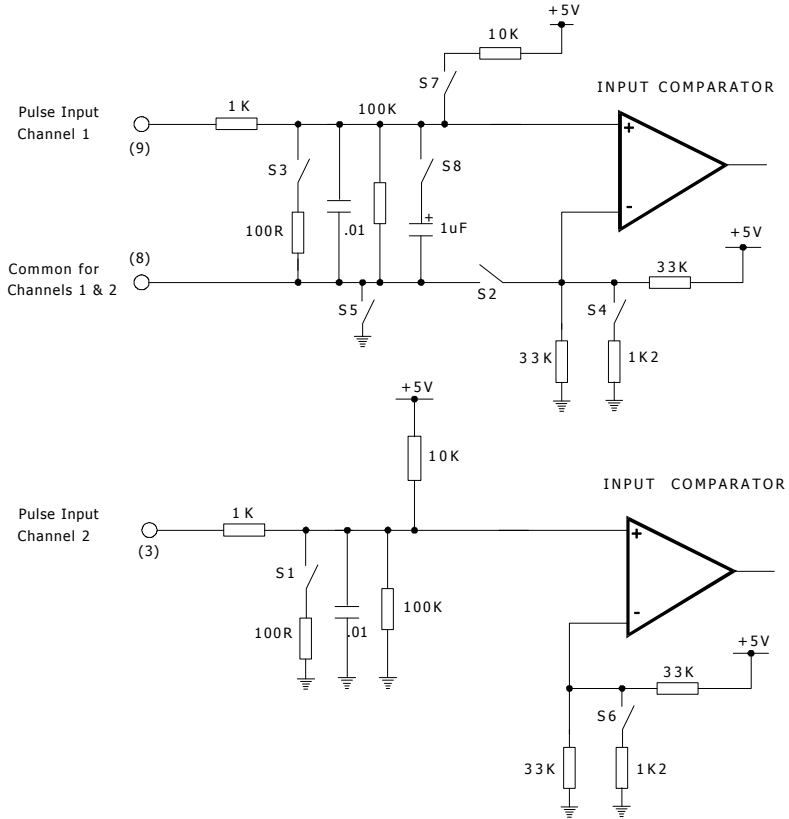 +5V
10K
S7
INPUT COMPARATOR
Pulse Input
Channel 1
(9)
1K
100K
+
S3
S8
100R
.01
+
1uF
-
+5V
(8)
Common for
Channels 1 & 2
33K
S5
S2
S4
33K
1K2
+5V
10K
INPUT COMPARATOR
Pulse Input
Channel 2
(3)
1K
+
S1
100K
100R
.01
-
+5V
33K
S6
33K
1K2